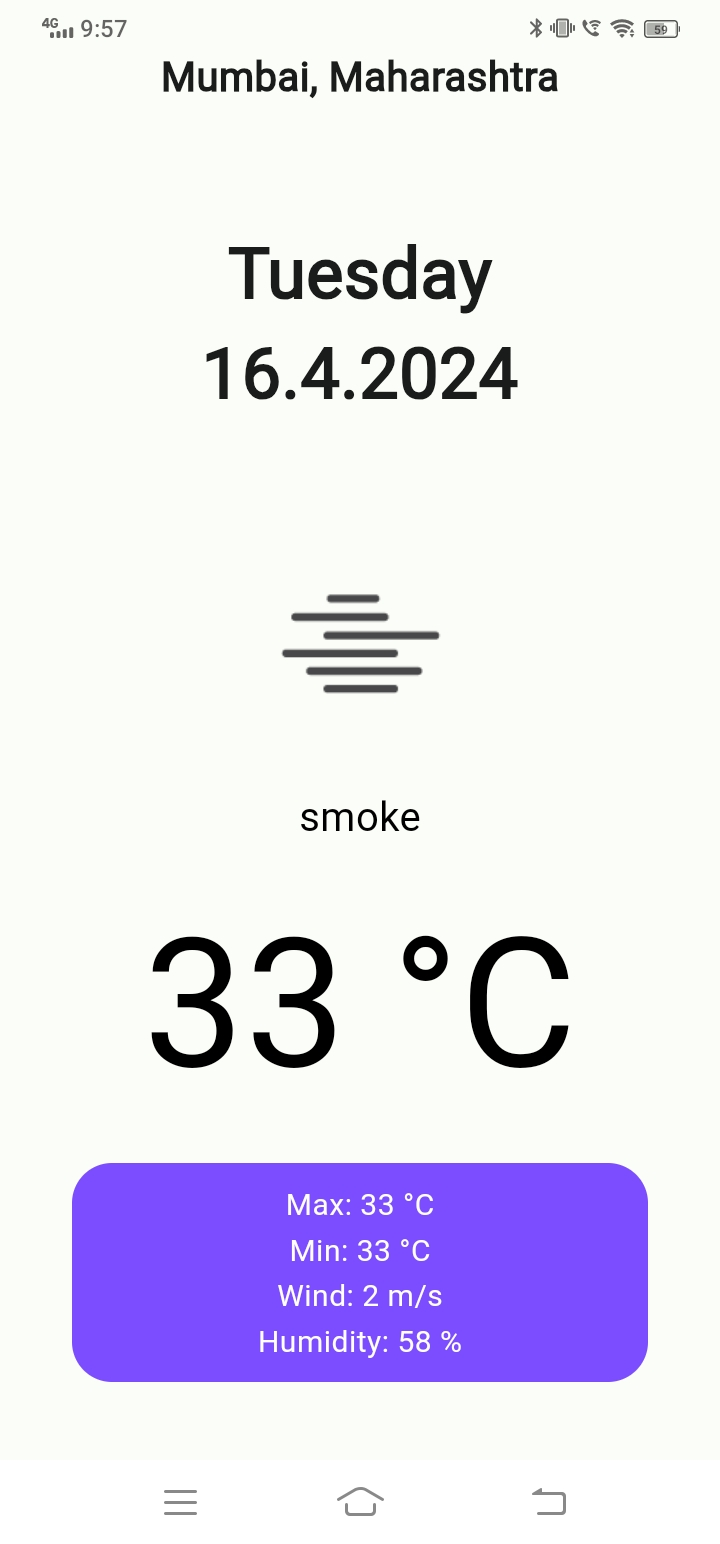 4G 9:57 59
Mumbai, Maharashtra
Tuesday
16.4.2024
smoke
33 °C
Max: 33 °C
Min: 33 °C
Wind: 2 m/s
Humidity: 58 %